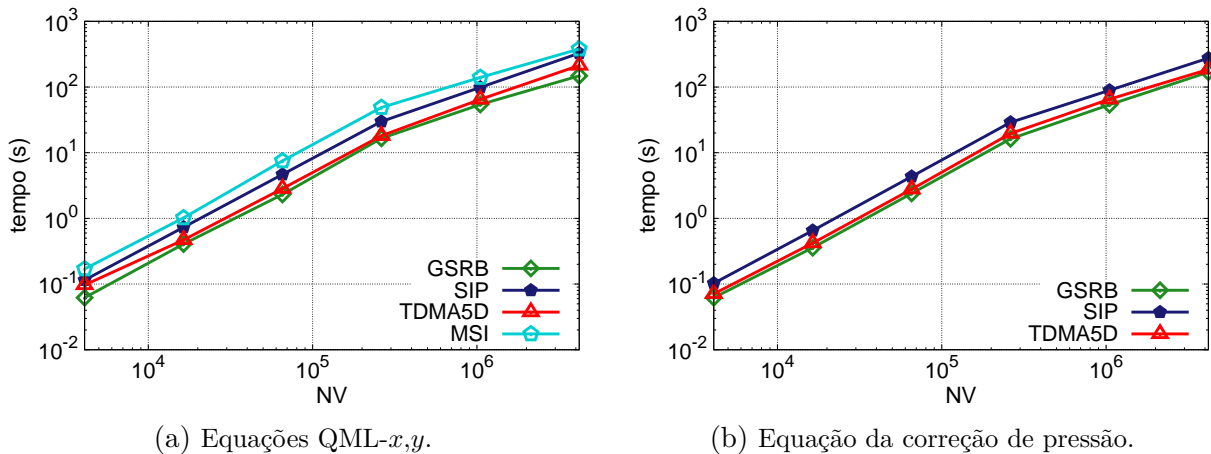 10^3
10^2
10^1
10^0
10^-1
10^-2
tempo (s)
10^4
10^5
10^6
NV
GSRB
SIP
TDMA5D
MSI
(a) Equações QML-x,y.
10^3
10^2
10^1
10^0
10^-1
10^-2
tempo (s)
10^4
10^5
10^6
NV
GSRB
SIP
TDMA5D
(b) Equação da correção de pressão.